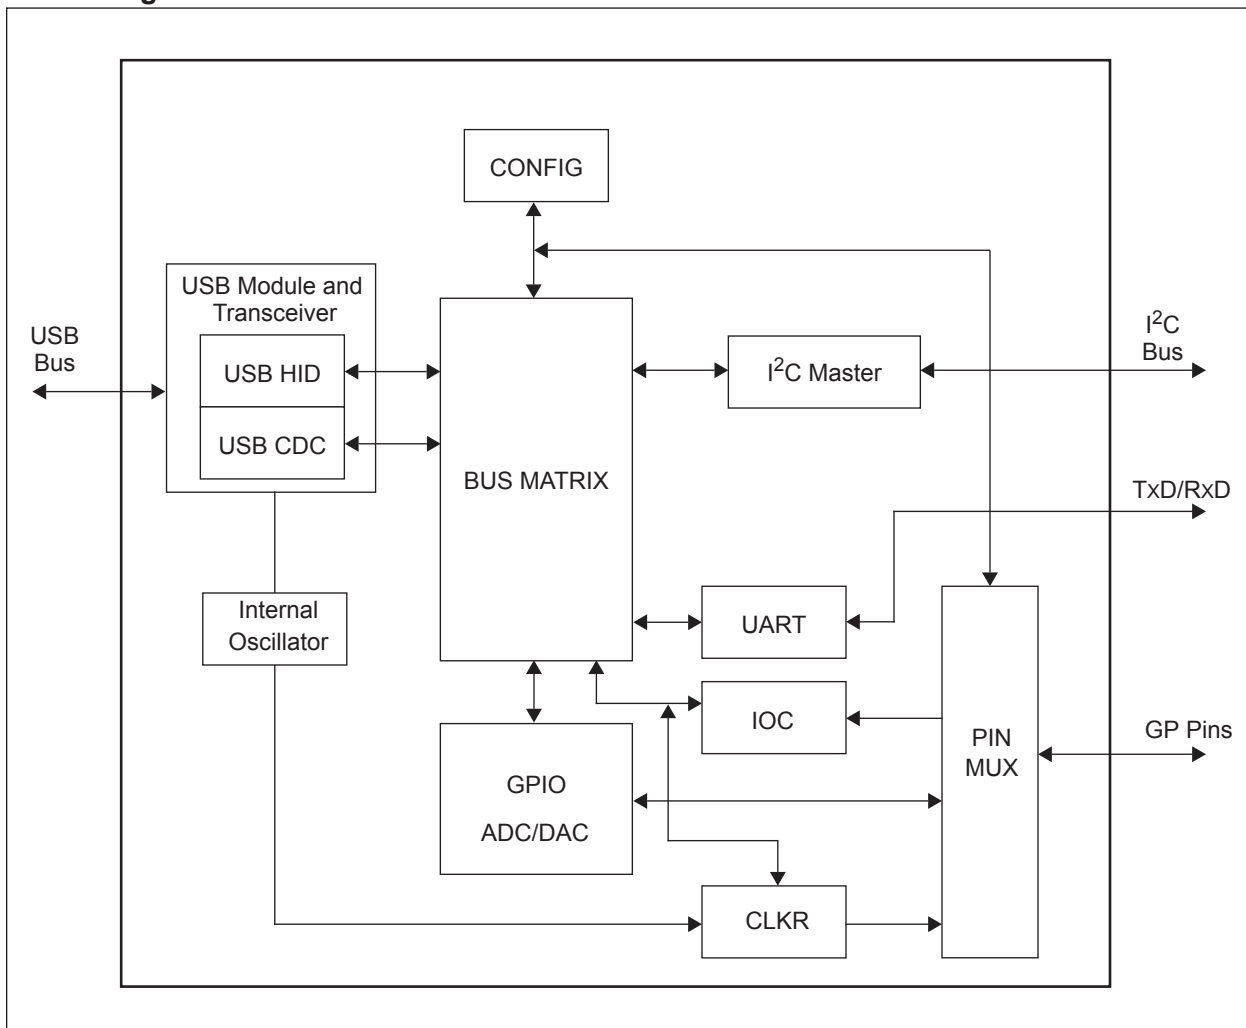 CONFIG
USB Module and
Transceiver
USB HID
USB CDC
USB
Bus
BUS MATRIX
I²C Master
I²C
Bus
TxD/RxD
Internal
Oscillator
UART
IOC
PIN
MUX
GP Pins
GPIO
ADC/DAC
CLKR